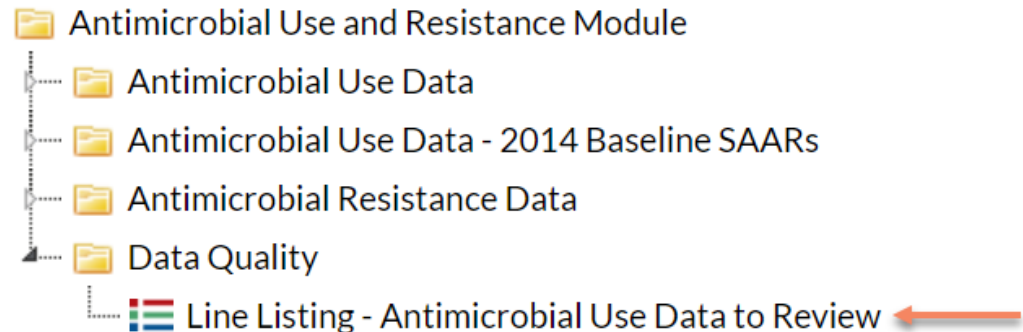 Antimicrobial Use and Resistance Module
Antimicrobial Use Data
Antimicrobial Use Data - 2014 Baseline SAARs
Antimicrobial Resistance Data
Data Quality
Line Listing - Antimicrobial Use Data to Review